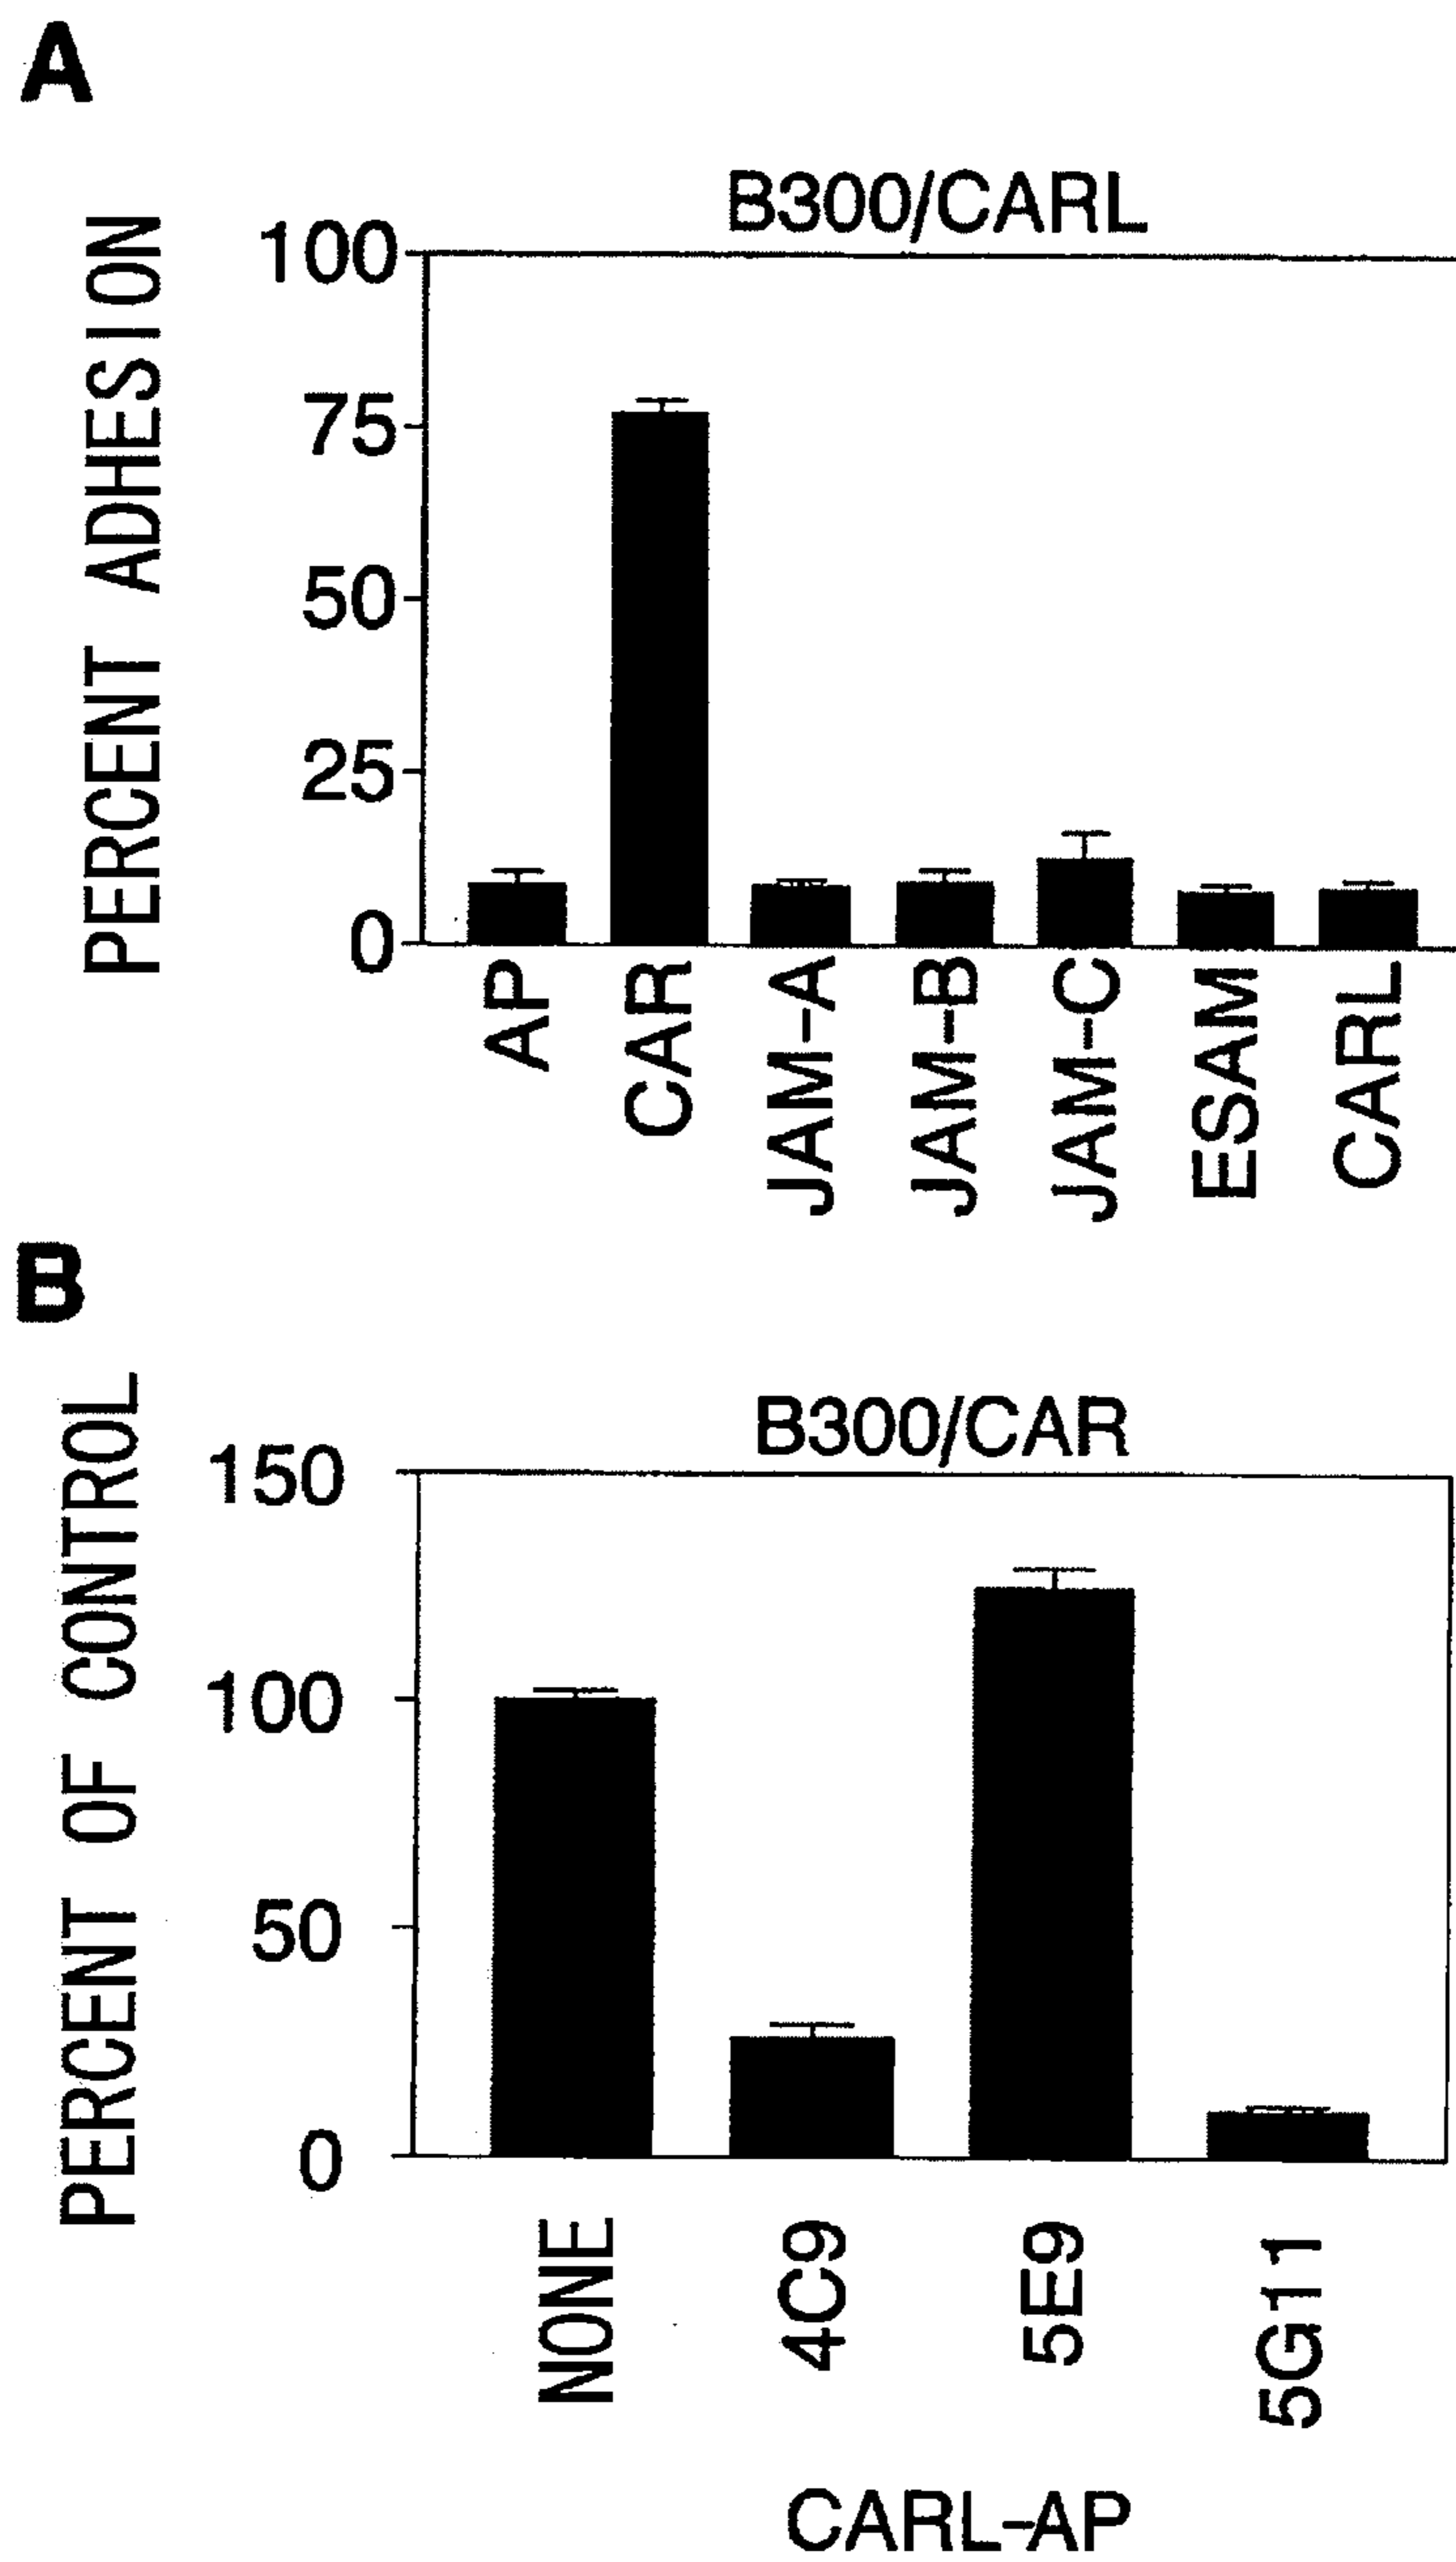 A
B300/CARL
PERCENT ADHESION
100
75
50
25
0
AP
CAR
JAM-A
JAM-B
JAM-C
ESAM
CARL
B
B300/CAR
PERCENT OF CONTROL
150
100
50
0
NONE
4C9
5E9
5G11
CARL-AP